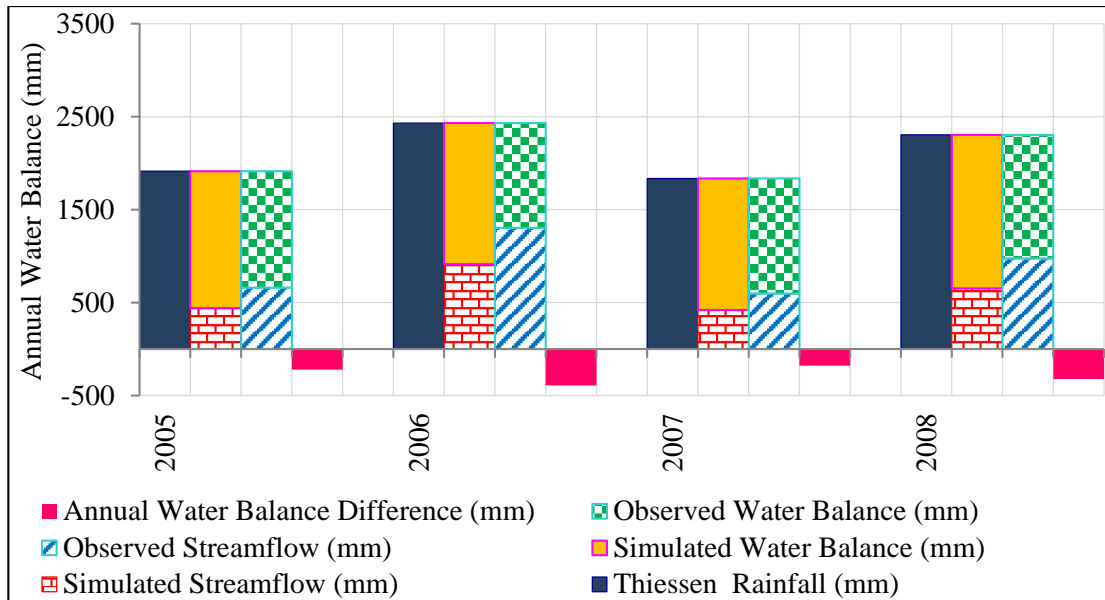 Annual Water Balance (mm)
3500
2500
1500
500
-500
2005
2006
2007
2008
Annual Water Balance Difference (mm)
Observed Water Balance (mm)
Observed Streamflow (mm)
Simulated Water Balance (mm)
Simulated Streamflow (mm)
Thiessen Rainfall (mm)